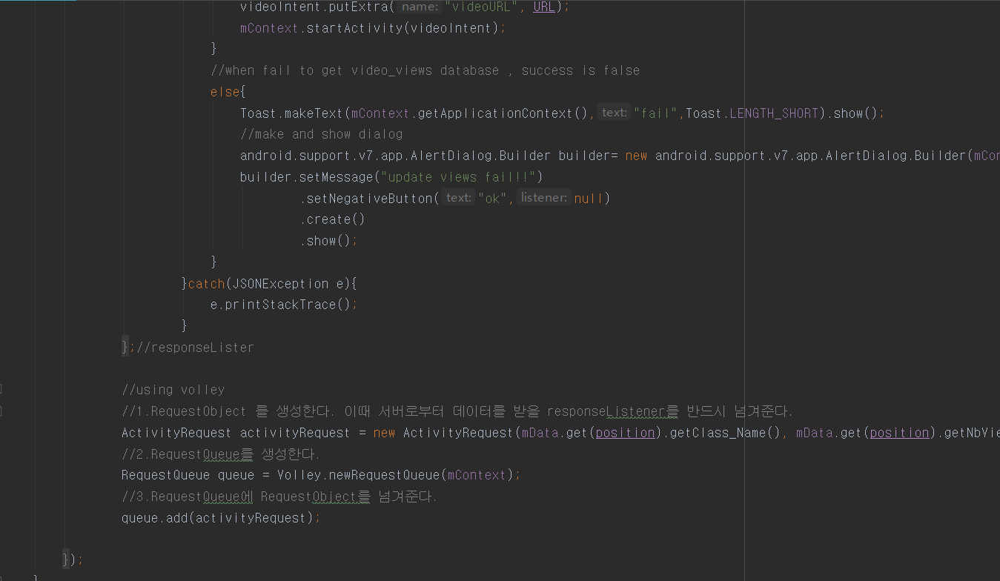 videoIntent.putExtra( name: "videoURL", URL);
mContext.startActivity(videoIntent);
}
//when fail to get video_views database , success is false
else{
Toast.makeText(mContext.getApplicationContext(), text: "fail",Toast.LENGTH_SHORT).show();
//make and show dialog
android.support.v7.app.AlertDialog.Builder builder= new android.support.v7.app.AlertDialog.Builder(mCon
builder.setMessage("update views fail!!")
.setNegativeButton( text: "ok", listener: null)
.create()
.show();
}
}catch(JSONException e){
e.printStackTrace();
}
};//responseLister
//using volley
//1.RequestObject 를 생성한다. 이때 서버로부터 데이터를 받을 responseListener를 반드시 넘겨준다.
ActivityRequest activityRequest = new ActivityRequest(mData.get(position).getClass_Name(), mData.get(position).getNbVie
//2.RequestQueue를 생성한다.
RequestQueue queue = Volley.newRequestQueue(mContext);
//3.RequestQueue에 RequestObject를 넘겨준다.
queue.add(activityRequest);
});
}